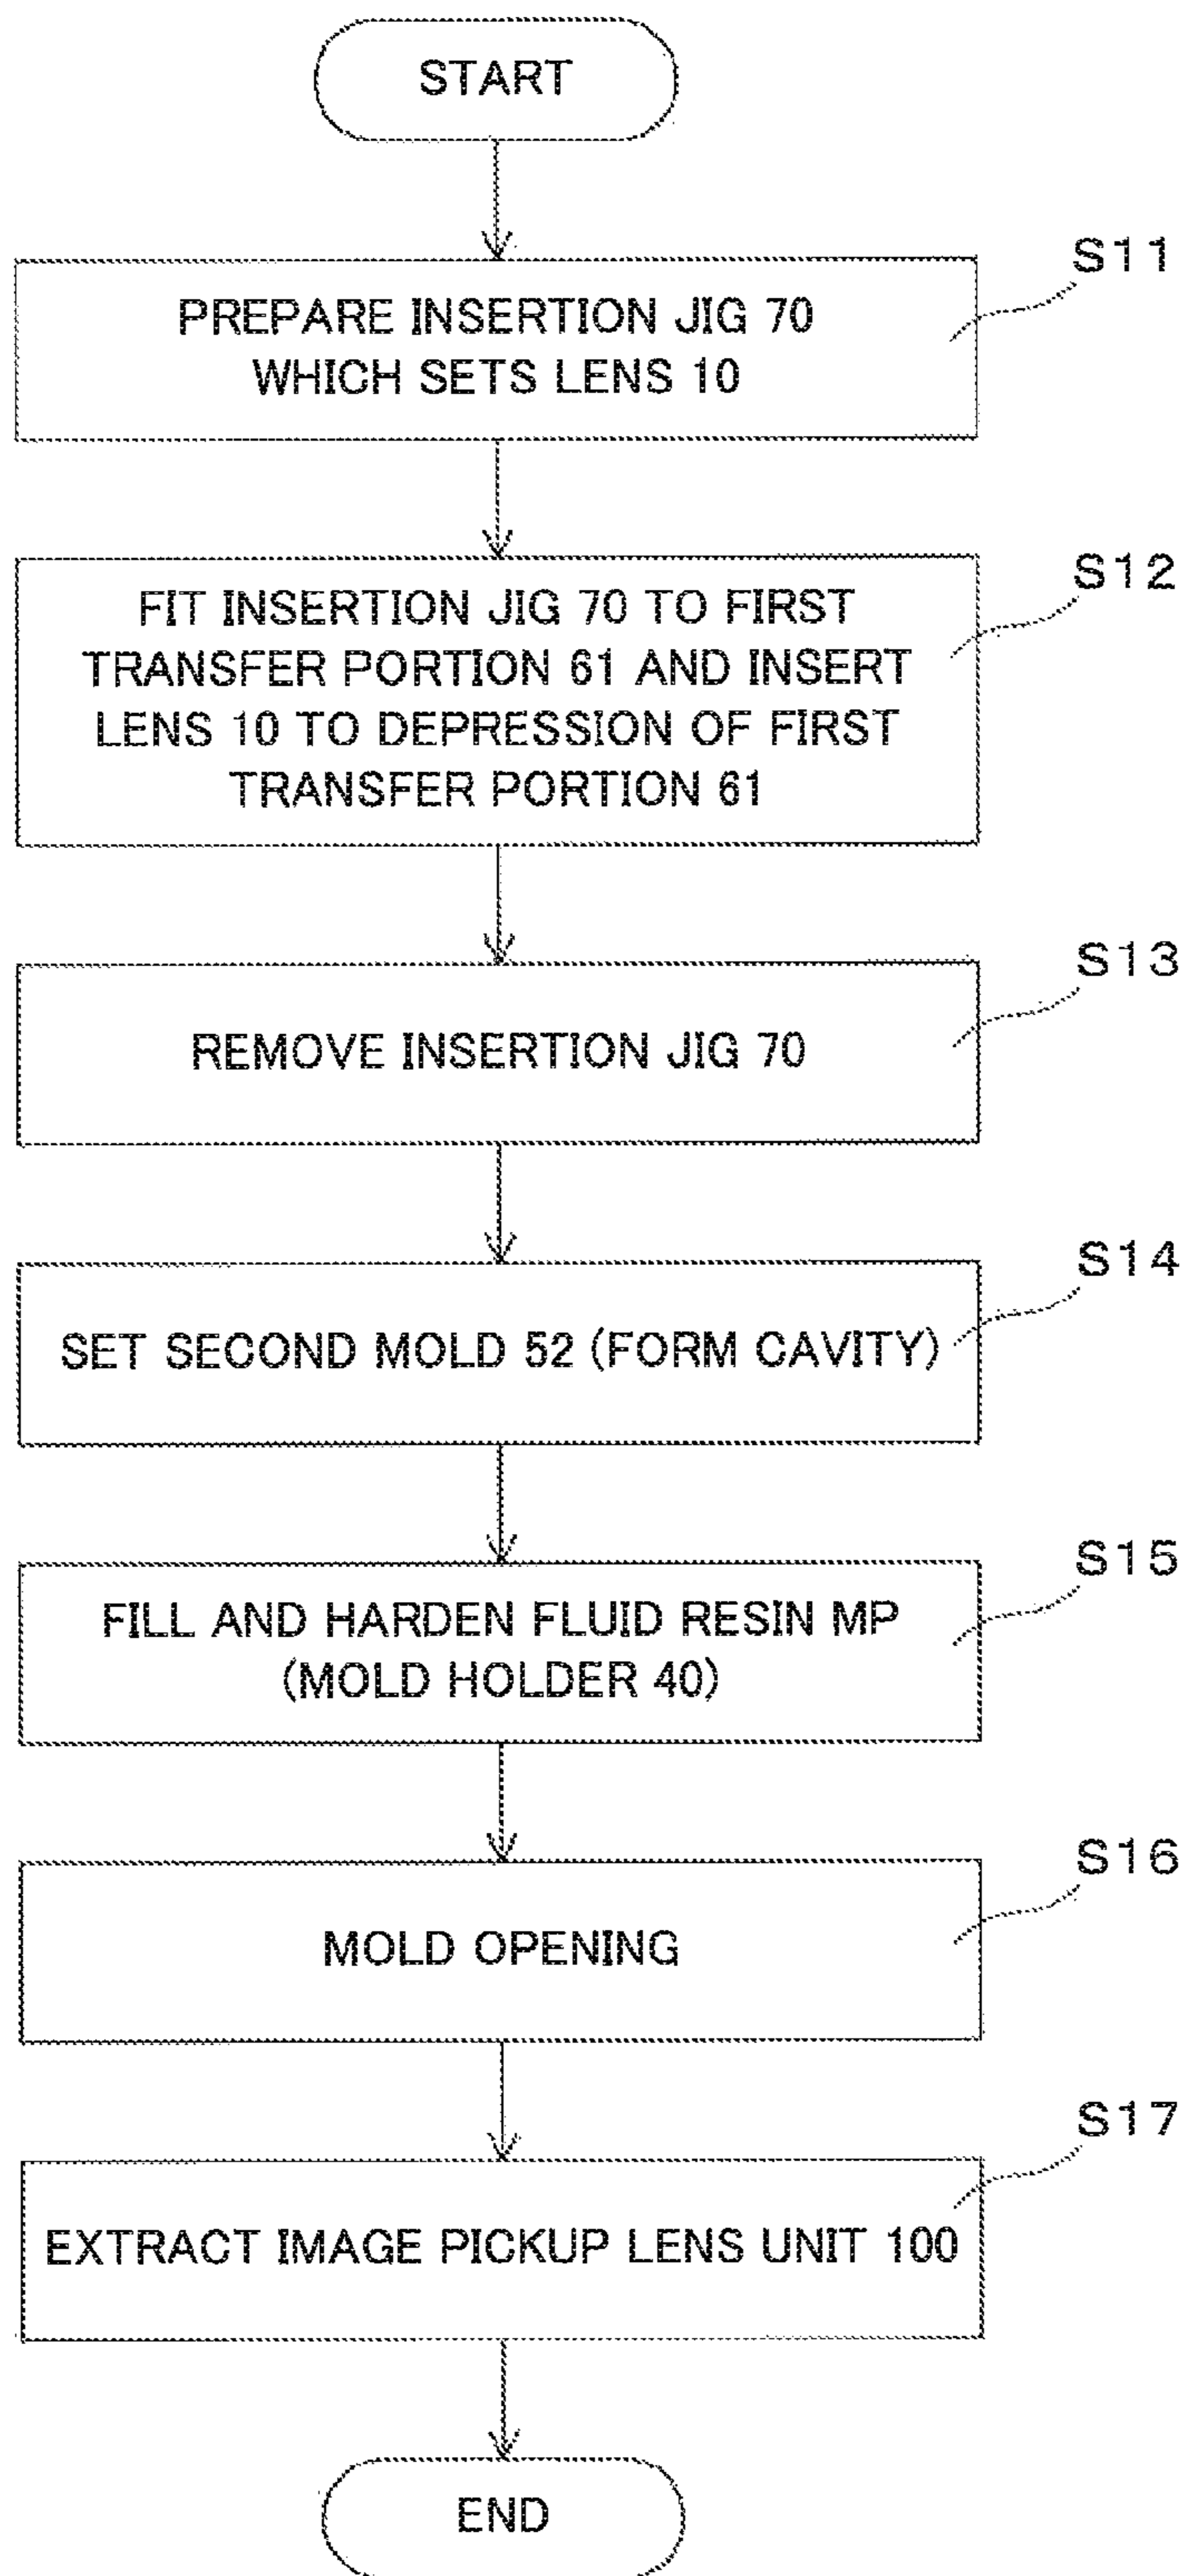 START
S11
PREPARE INSERTION JIG 70
WHICH SETS LENS 10
S12
FIT INSERTION JIG 70 TO FIRST
TRANSFER PORTION 61 AND INSERT
LENS 10 TO DEPRESSION OF FIRST
TRANSFER PORTION 61
S13
REMOVE INSERTION JIG 70
S14
SET SECOND MOLD 52 (FORM CAVITY)
S15
FILL AND HARDEN FLUID RESIN MP
(MOLD HOLDER 40)
S16
MOLD OPENING
S17
EXTRACT IMAGE PICKUP LENS UNIT 100
END